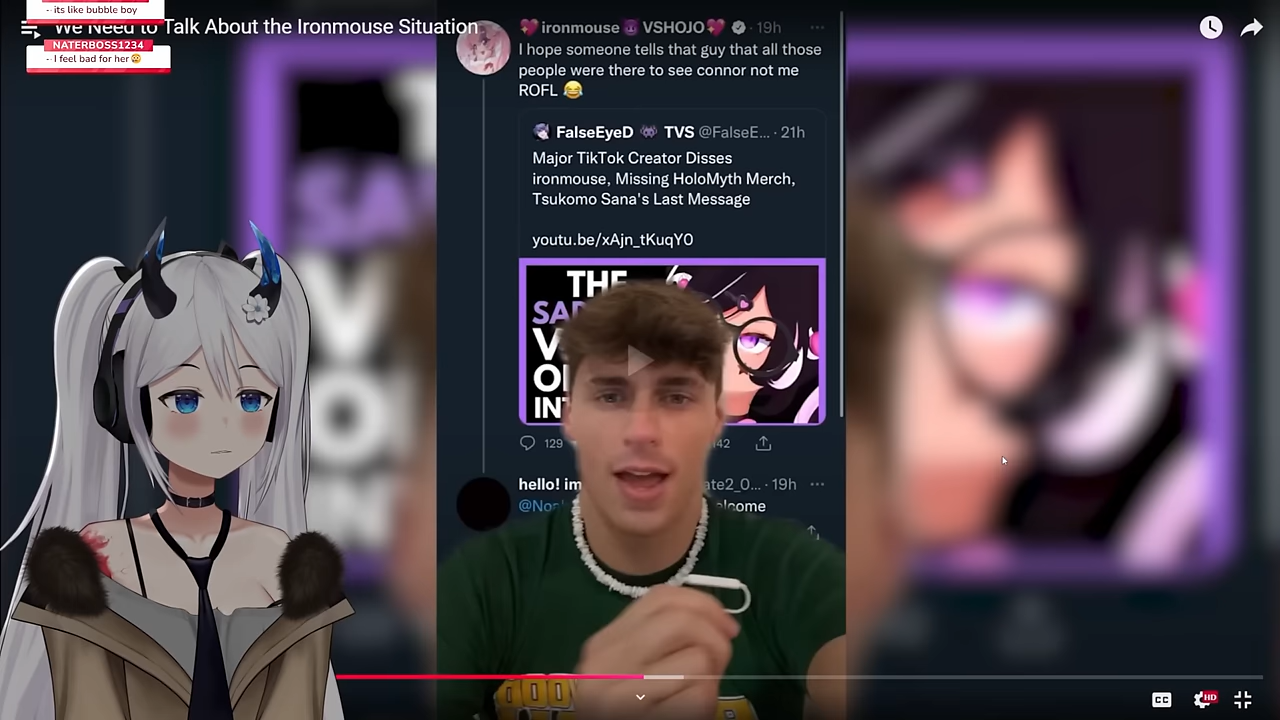 - its like bubble boy
We Need to Talk About the Ironmouse Situation
NATERBOSS1234
- I feel bad for her😨
💖 ironmouse 😈 VSHOJO💖 · 19h
I hope someone tells that guy that all those
people were there to see connor not me
ROFL 😂
FalseEyeD TVS @FalseE... · 21h
Major TikTok Creator Disses
ironmouse, Missing HoloMyth Merch,
Tsukomo Sana's Last Message
youtu.be/xAjn_tKuqY0
THE
129
hello! im
ate2_0... · 19h
CC
HD